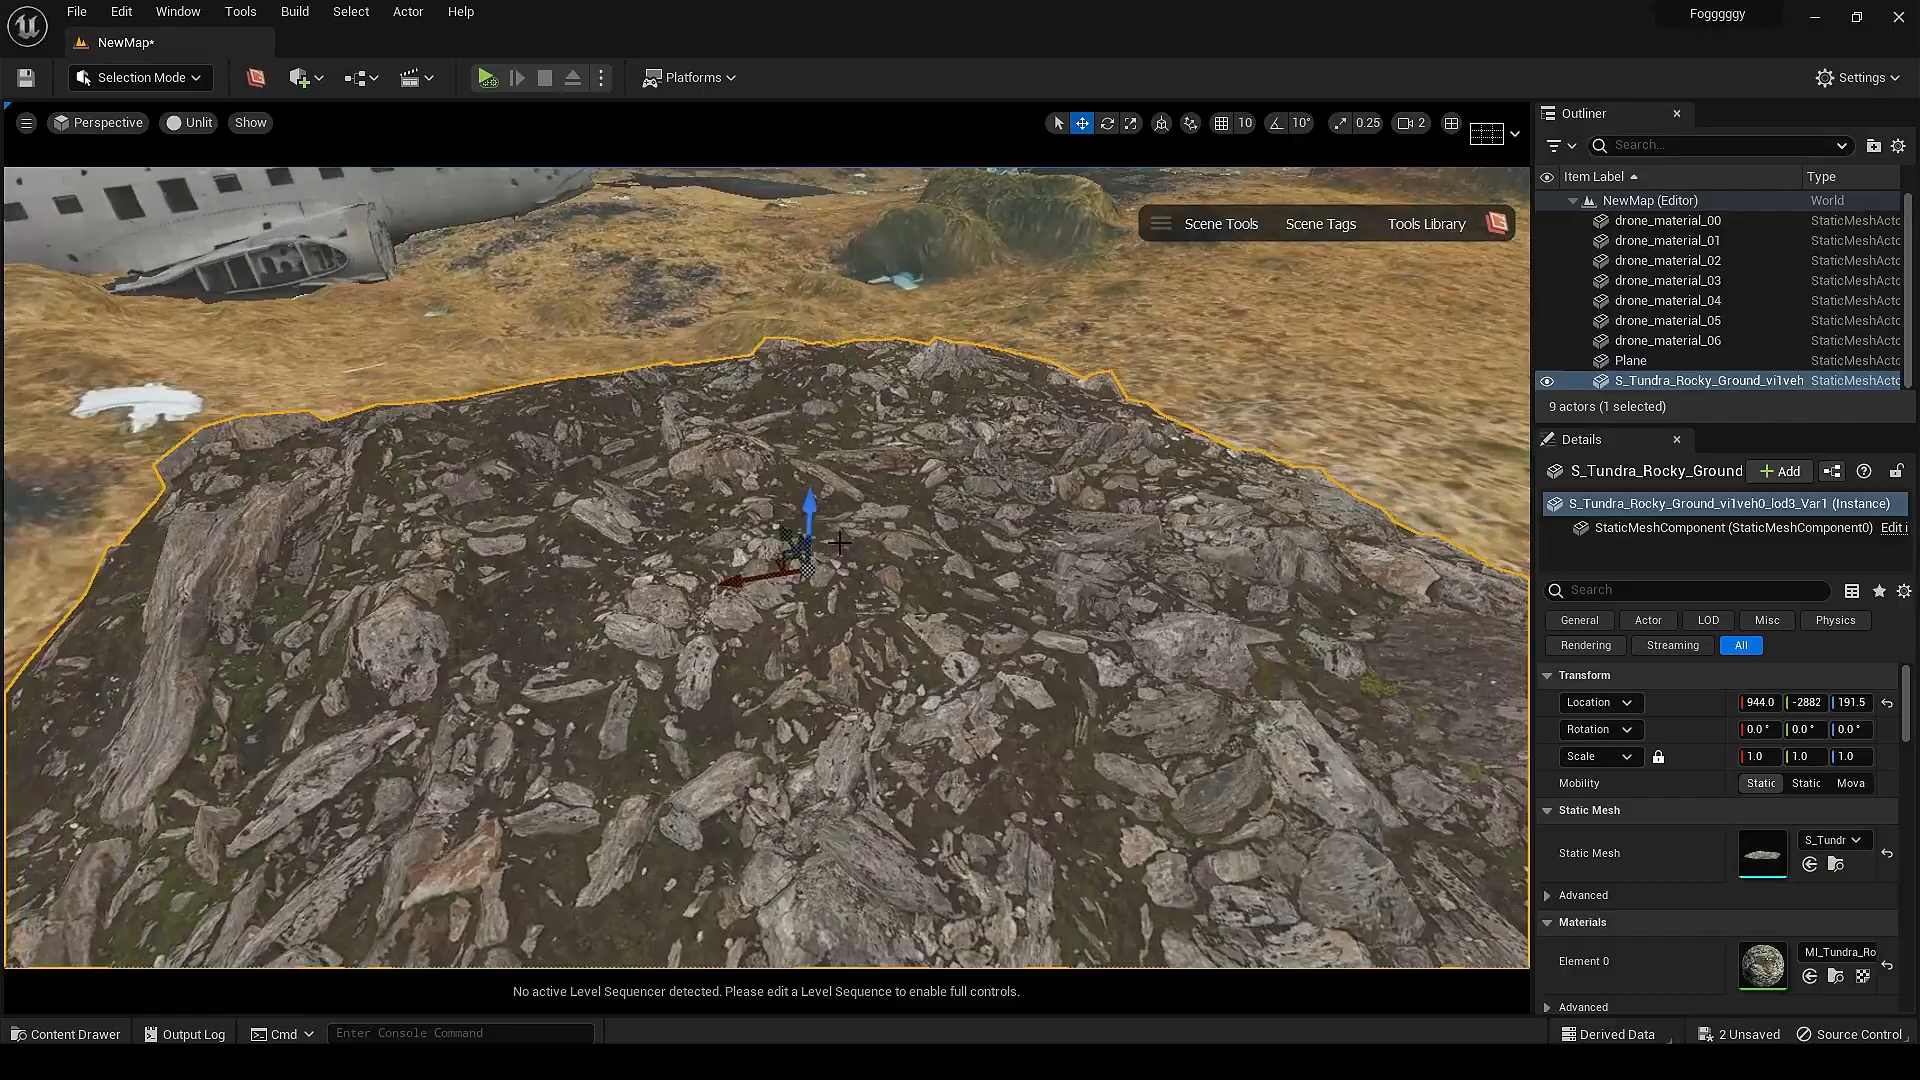 File Edit Window Tools Build Select Actor Help
Fogggggy
NewMap*
Selection Mode
Platforms
Settings
Perspective Unlit Show
10 10° 0.25 2
Outliner
Search...
Item Label Type
NewMap (Editor) World
drone_material_00 StaticMeshActo
drone_material_01 StaticMeshActo
drone_material_02 StaticMeshActo
drone_material_03 StaticMeshActo
drone_material_04 StaticMeshActo
drone_material_05 StaticMeshActo
drone_material_06 StaticMeshActo
Plane StaticMeshActo
S_Tundra_Rocky_Ground_vi1veh StaticMeshActo
9 actors (1 selected)
Scene Tools Scene Tags Tools Library
Details
S_Tundra_Rocky_Ground Add
S_Tundra_Rocky_Ground_vi1veh0_lod3_Var1 (Instance)
StaticMeshComponent (StaticMeshComponent0) Edit i
Search
General Actor LOD Misc Physics
Rendering Streaming All
Transform
Location 944.0 -2882 191.5
Rotation 0.0° 0.0° 0.0°
Scale 1.0 1.0 1.0
Mobility Static Static Mova
Static Mesh
S_Tundr
Static Mesh
Advanced
Materials
MI_Tundra_Ro
Element 0
Advanced
No active Level Sequencer detected. Please edit a Level Sequence to enable full controls.
Content Drawer Output Log Cmd Enter Console Command Derived Data 2 Unsaved Source Control